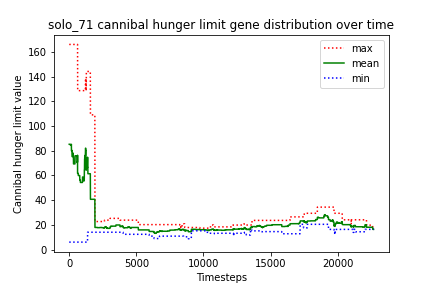 solo_71 cannibal hunger limit gene distribution over time
max
mean
min
Cannibal hunger limit value
160
140
120
100
80
60
40
20
0
0
5000
10000
15000
20000
Timesteps